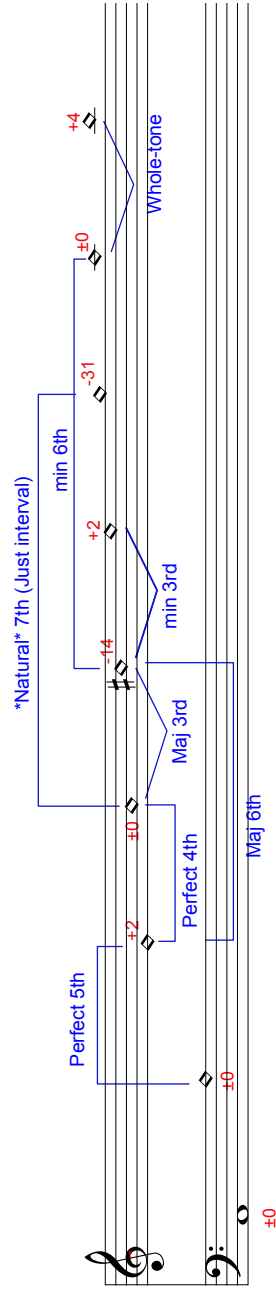 *Natural* 7th (Just interval)
min 6th
Perfect 5th
+2
±0
-14
+2
-31
±0
+4
Whole-tone
min 3rd
Maj 3rd
Perfect 4th
Maj 6th
±0
±0